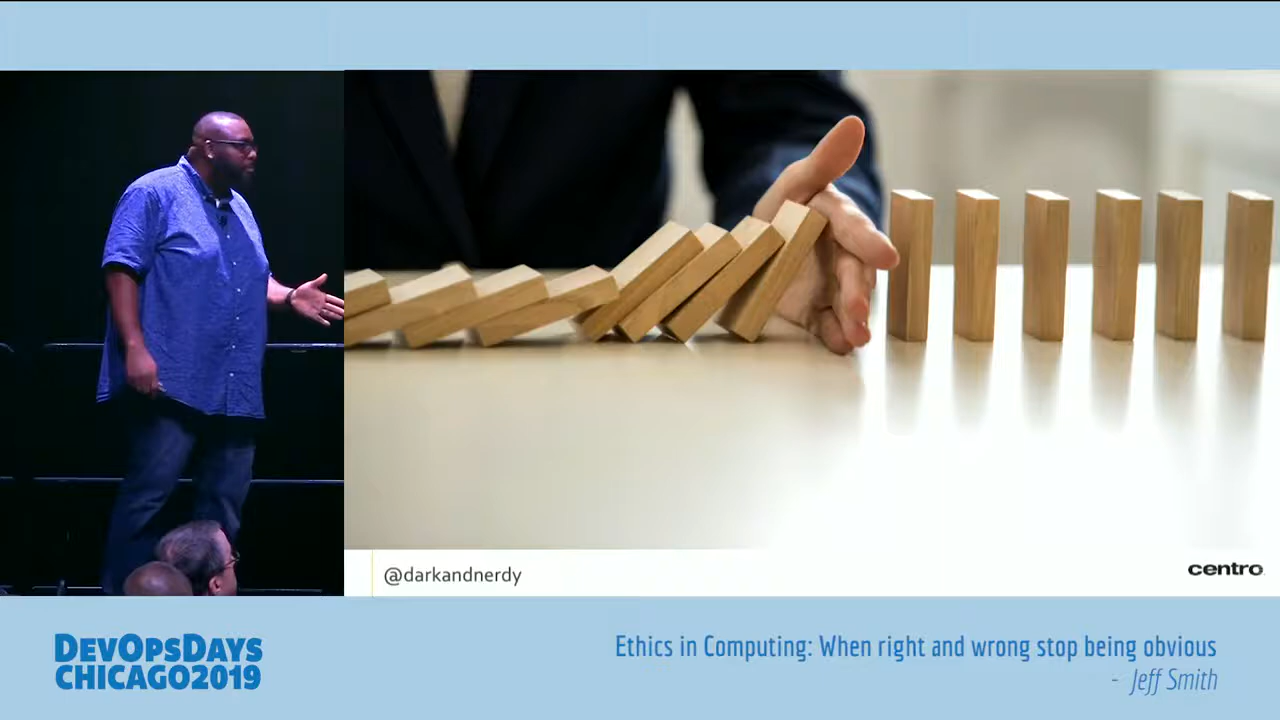 @darkandnerdy
centro
DEVOPSDAYS
CHICAGO2019
Ethics in Computing: When right and wrong stop being obvious
- Jeff Smith